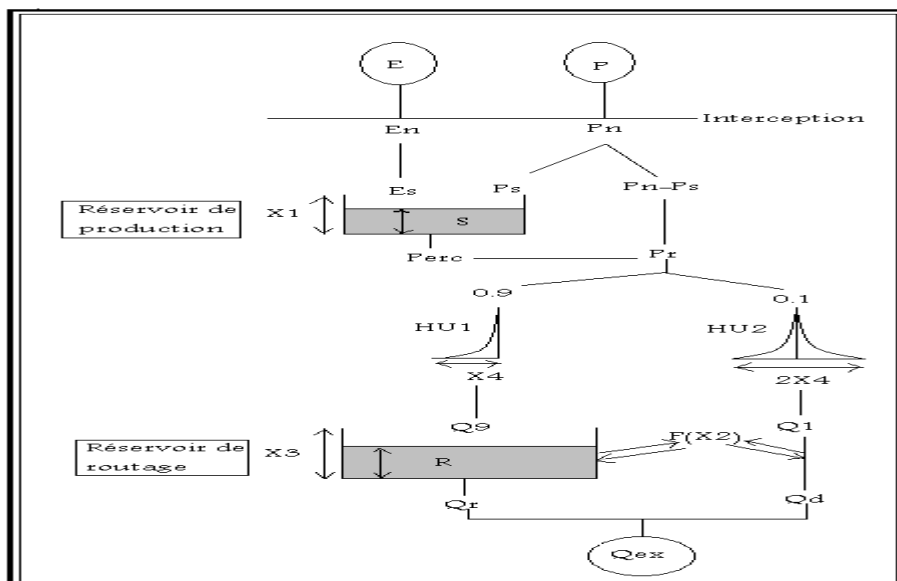 E
P
Interception
En
Pn
Es
Ps
Pn-Ps
Réservoir de
production
X1
S
Perc
Pr
0.9
0.1
HU1
HU2
X4
2X4
Q9
F(X2)
Q1
Réservoir de
routage
X3
R
Qr
Qd
Qex